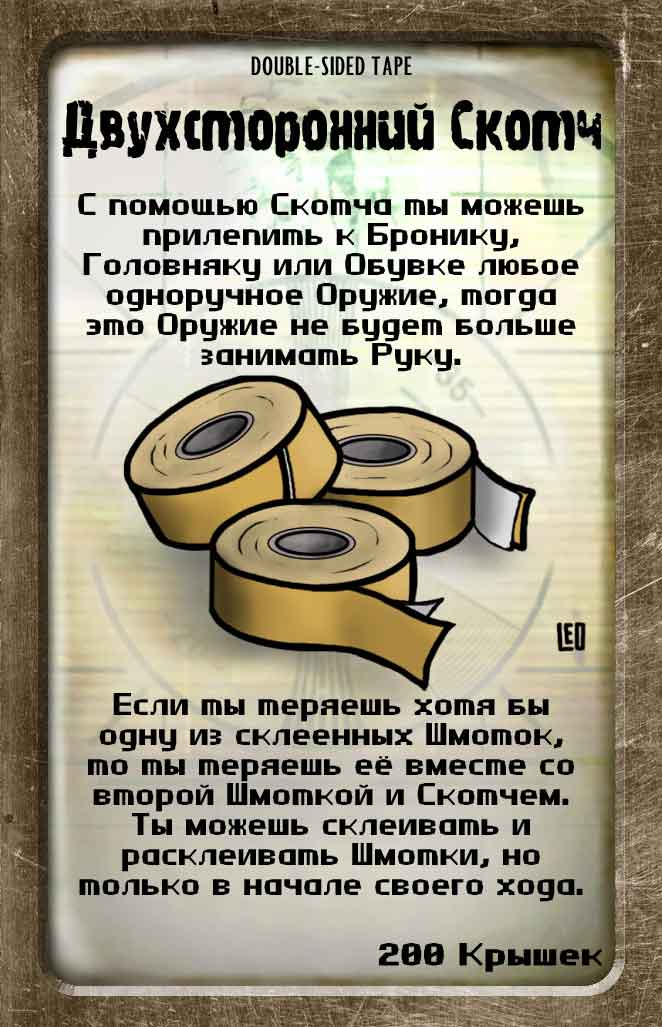 DOUBLE-SIDED TAPE
Двухсторонний Скотч
С помощью Скотча ты можешь
прилепить к Бронику,
Головняку или Обувке любое
одноручное Оружие, тогда
это Оружие не будет больше
занимать Руку.
55
LEO
Если ты теряешь хотя бы
одну из склеенных Шмоток,
то ты теряешь её вместе со
второй Шмоткой и Скотчем.
Ты можешь склеивать и
расклеивать Шмотки, но
только в начале своего хода.
200 Крышек